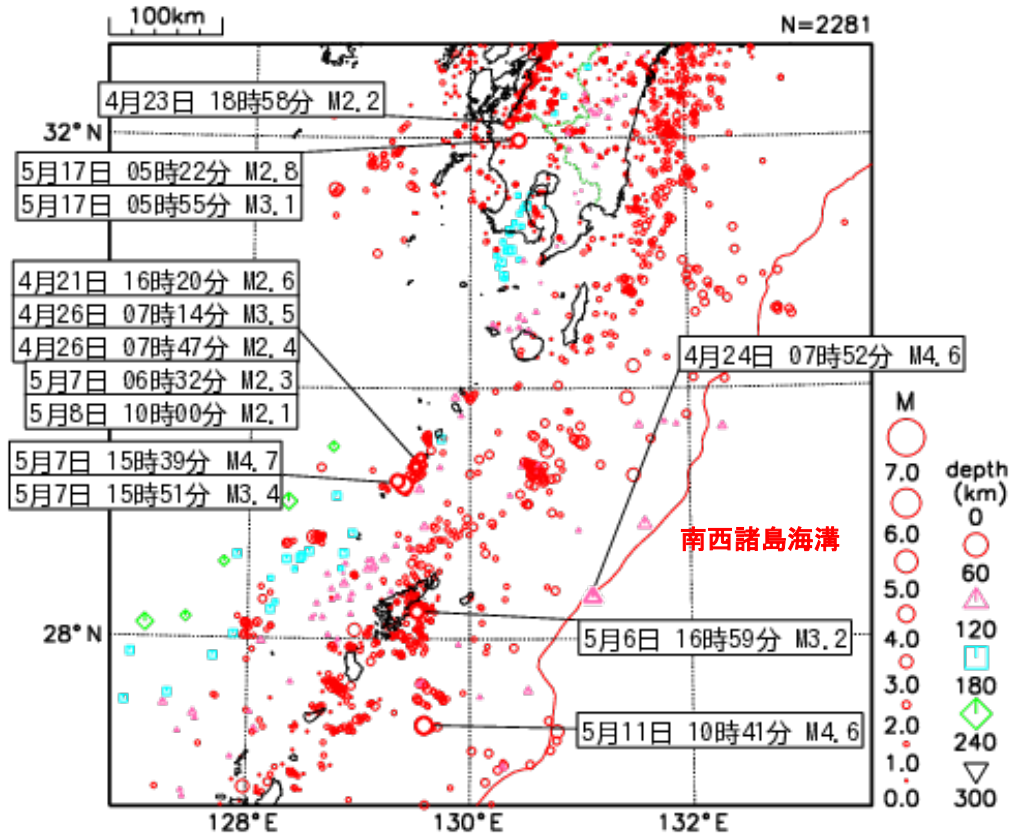 100km
N=2281
4月23日 18時58分 M2.2
32°N
5月17日 05時22分 M2.8
5月17日 05時55分 M3.1
4月21日 16時20分 M2.6
4月26日 07時14分 M3.5
4月26日 07時47分 M2.4
5月7日 06時32分 M2.3
5月8日 10時00分 M2.1
4月24日 07時52分 M4.6
5月7日 15時39分 M4.7
5月7日 15時51分 M3.4
南西諸島海溝
28°N
5月6日 16時59分 M3.2
5月11日 10時41分 M4.6
128°E
130°E
132°E
M
7.0
6.0
5.0
4.0
3.0
2.0
1.0
0.0
depth
(km)
0
60
120
180
240
300